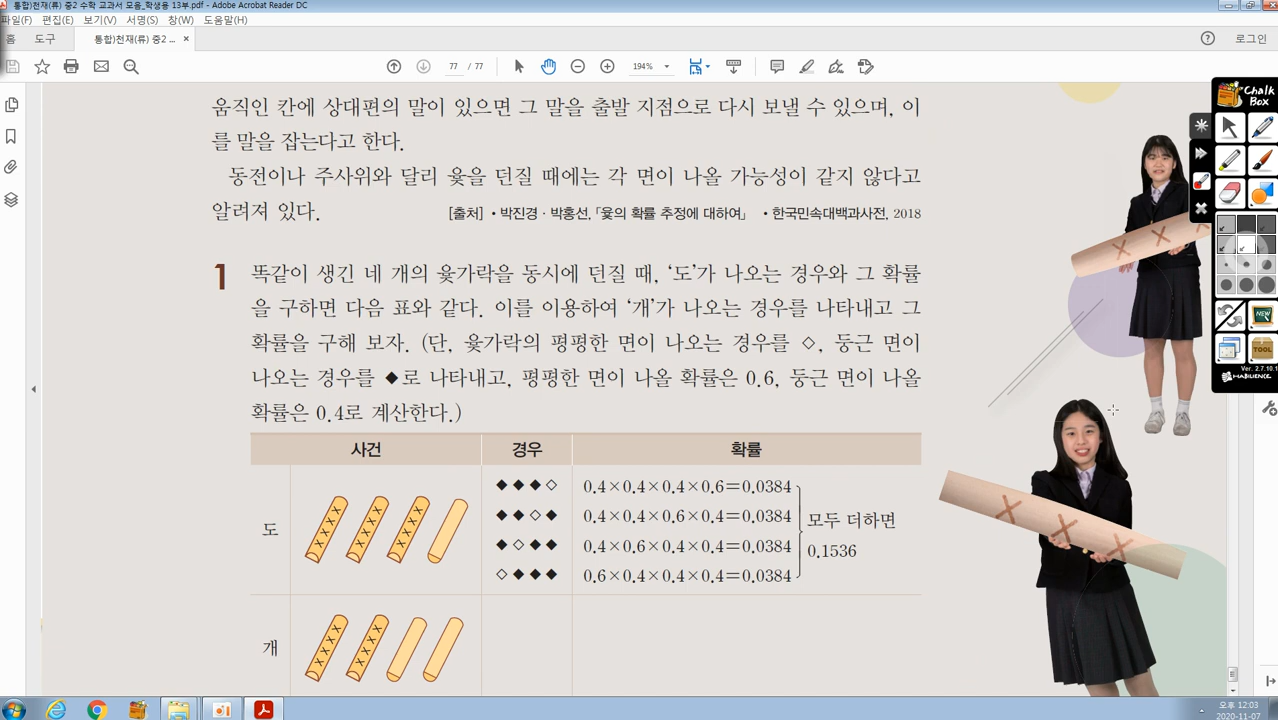 통합)천재(류) 중2 수학 교과서 모음_학생용 13부.pdf - Adobe Acrobat Reader DC
파일(F) 편집(E) 보기(V) 서명(S) 창(W) 도움말(H)
홈 도구 통합)천재(류) 중2 ... × 로그인
77 / 77 194%
Chalk Box
움직인 칸에 상대편의 말이 있으면 그 말을 출발 지점으로 다시 보낼 수 있으며, 이
를 말을 잡는다고 한다.
동전이나 주사위와 달리 윷을 던질 때에는 각 면이 나올 가능성이 같지 않다고
알려져 있다. [출처] • 박진경 · 박흥선, 「윷의 확률 추정에 대하여」 • 한국민속대백과사전, 2018
1 똑같이 생긴 네 개의 윷가락을 동시에 던질 때, ‘도’가 나오는 경우와 그 확률
을 구하면 다음 표와 같다. 이를 이용하여 ‘개’가 나오는 경우를 나타내고 그
확률을 구해 보자. (단, 윷가락의 평평한 면이 나오는 경우를 ◇, 둥근 면이
나오는 경우를 ◆로 나타내고, 평평한 면이 나올 확률은 0.6, 둥근 면이 나올
확률은 0.4로 계산한다.)
사건 경우 확률
도
◆◆◆◇ 0.4×0.4×0.4×0.6=0.0384
◆◆◇◆ 0.4×0.4×0.6×0.4=0.0384
◆◇◆◆ 0.4×0.6×0.4×0.4=0.0384
◇◆◆◆ 0.6×0.4×0.4×0.4=0.0384
모두 더하면
0.1536
개
NEW
TOOL
Ver. 2.7.10.1
HABILIENCE
오후 12:03
2020-11-07